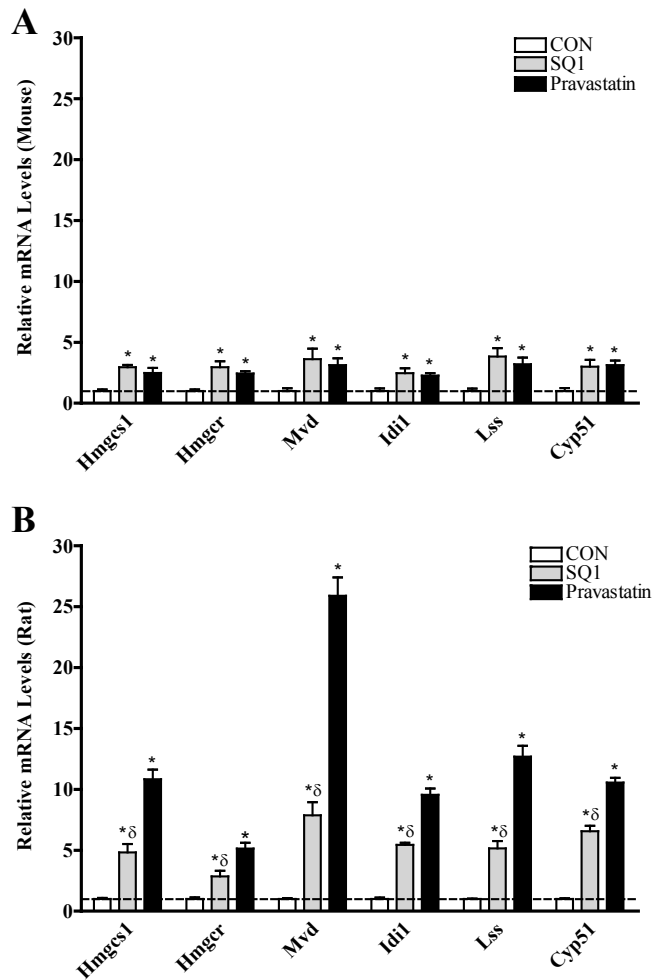 A
Relative mRNA Levels (Mouse)
30
25
20
15
10
5
0
CON
SQ1
Pravastatin
* * * * * * * * * * * *
Hmgcs1 Hmgcr Mvd Idi1 Lss Cyp51
B
Relative mRNA Levels (Rat)
30
25
20
15
10
5
0
CON
SQ1
Pravastatin
*δ * *δ * *δ * *δ * *δ * *δ *
Hmgcs1 Hmgcr Mvd Idi1 Lss Cyp51